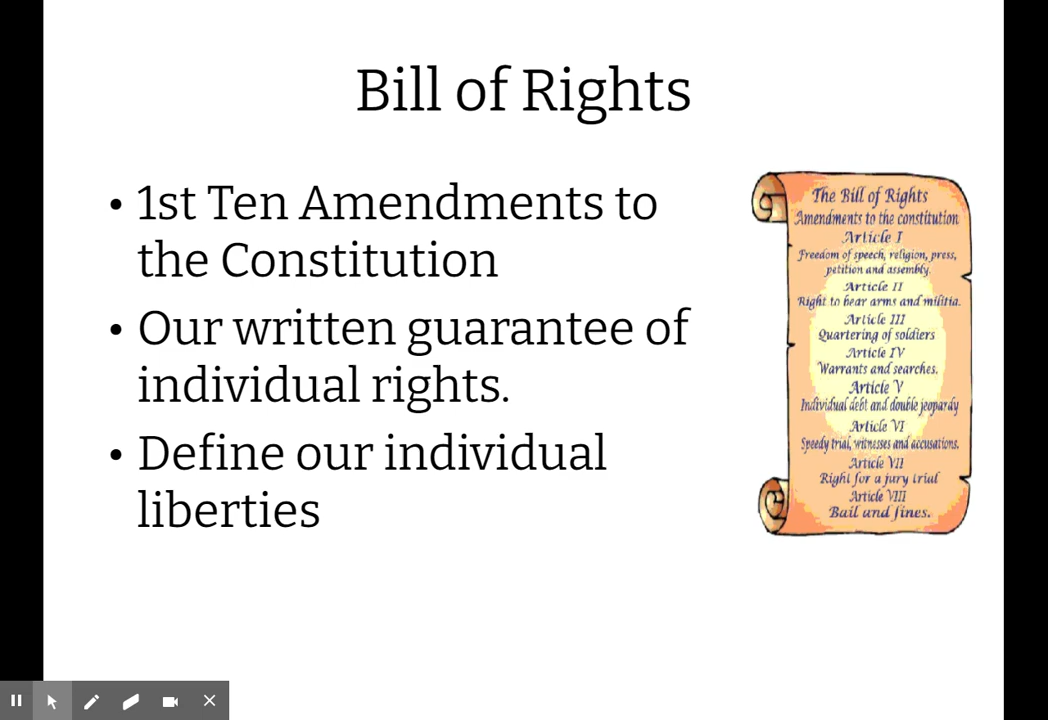 Bill of Rights
• 1st Ten Amendments to
the Constitution
• Our written guarantee of
individual rights.
• Define our individual
liberties
The Bill of Rights
Amendments to the constitution
Article I
Freedom of speech, religion, press,
petition and assembly.
Article II
Right to bear arms and militia.
Article III
Quartering of soldiers
Article IV
Warrants and searches.
Article V
Individual debt and double jeopardy
Article VI
Speedy trial, witnesses and accusations.
Article VII
Right for a jury trial
Article VIII
Bail and fines.